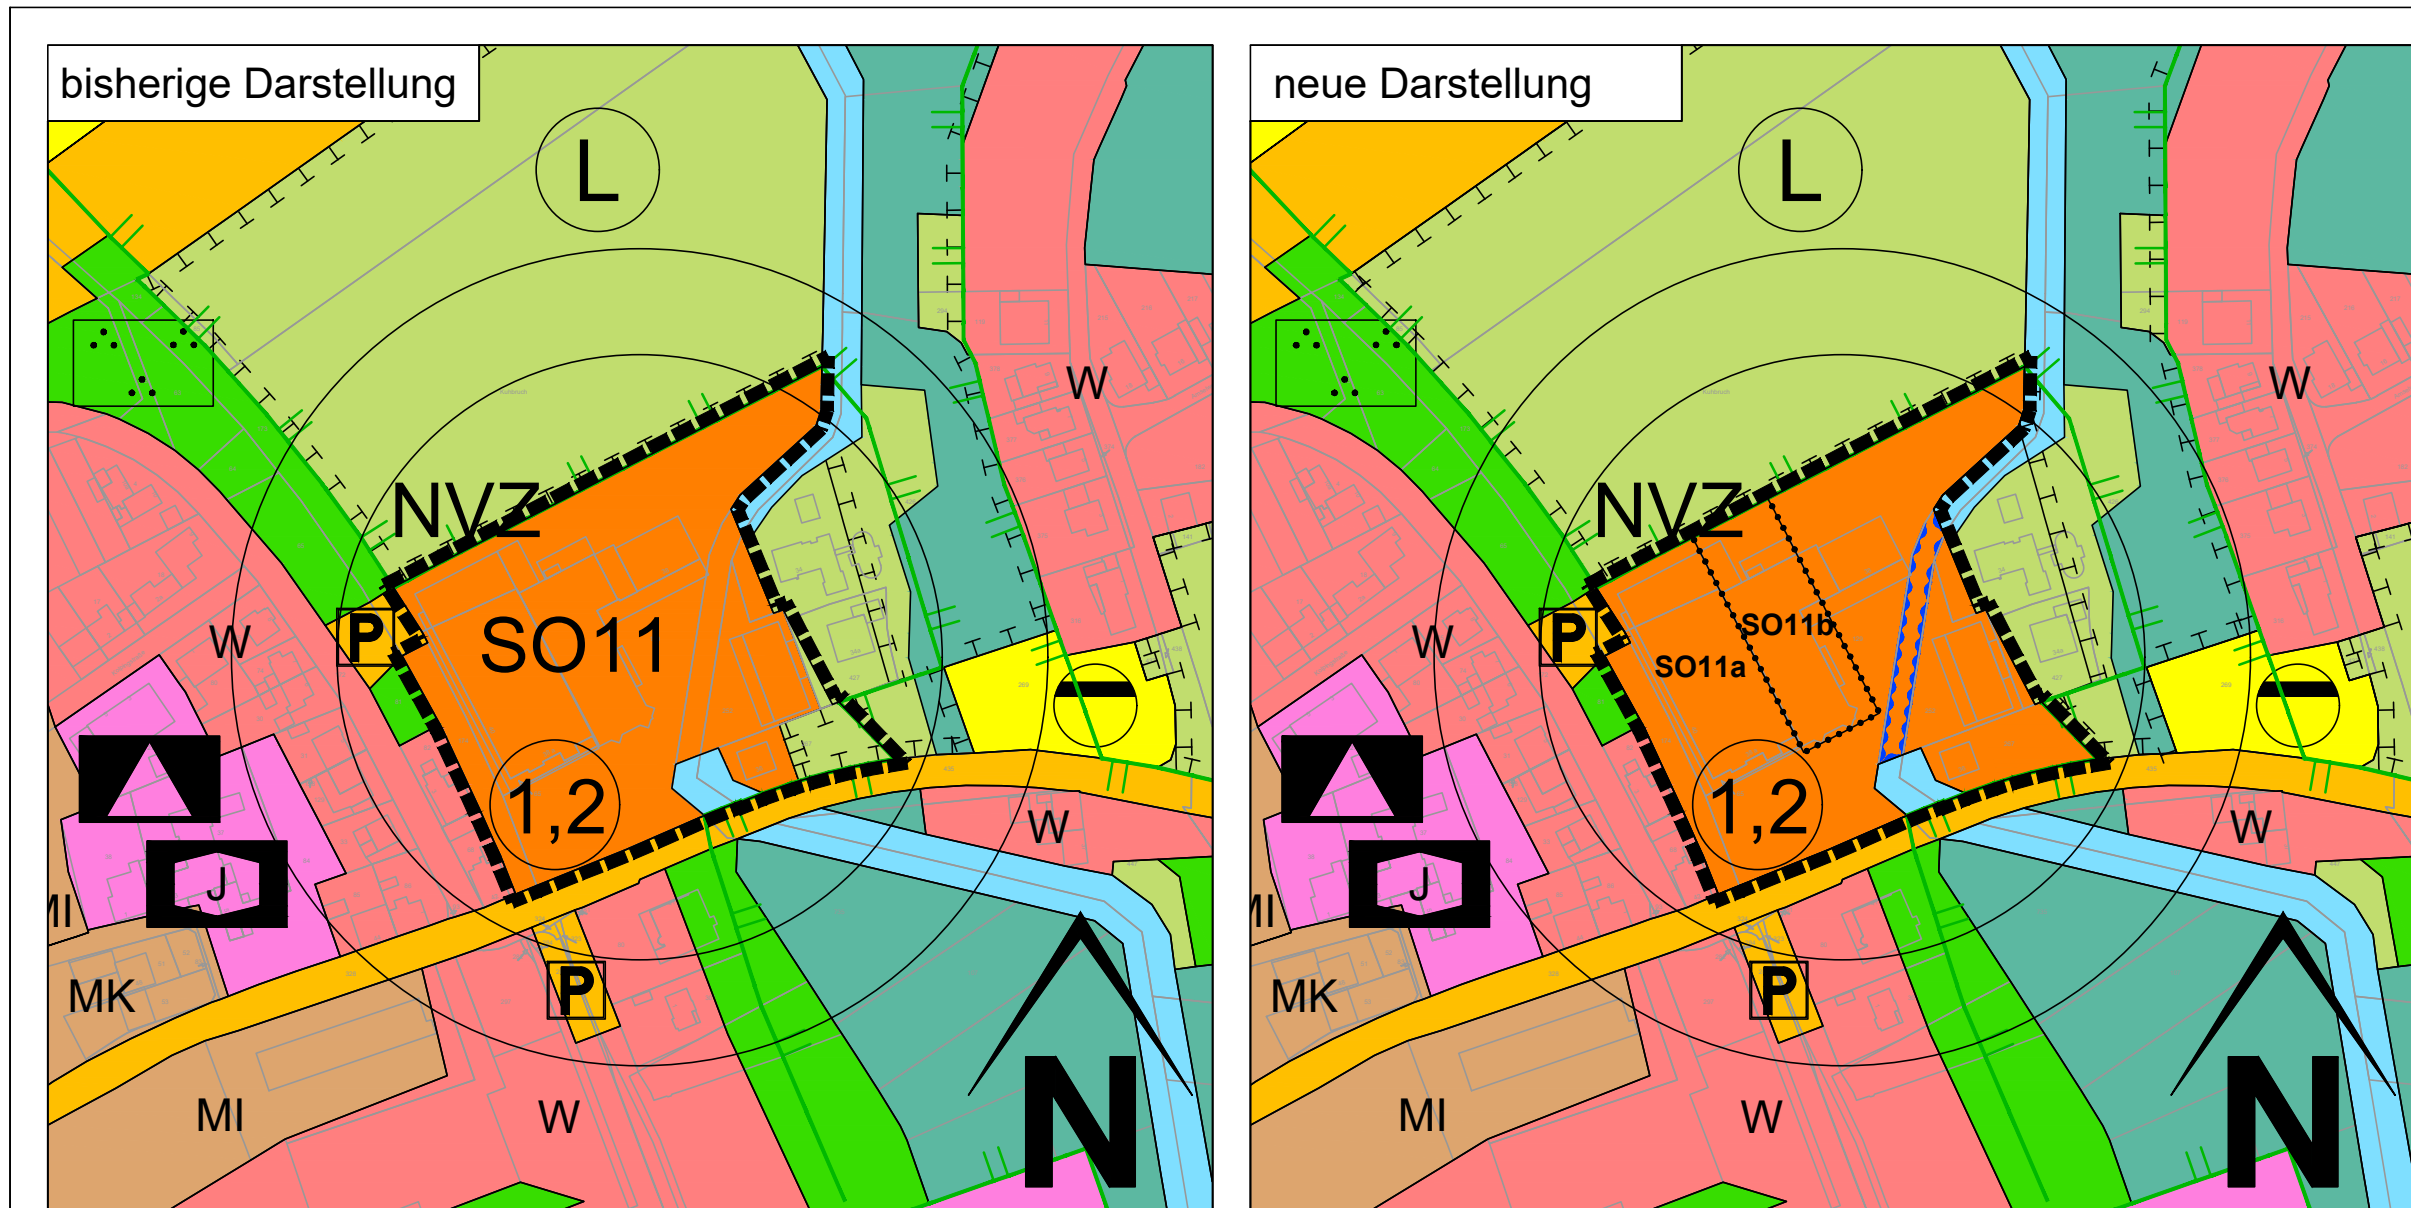 bisherige Darstellung
L
W
NVZ
P
W
SO11
1,2
W
J
MI
MK
P
MI
W
N
neue Darstellung
L
W
NVZ
P
W
SO11b
SO11a
1,2
W
J
MI
MK
P
MI
W
N